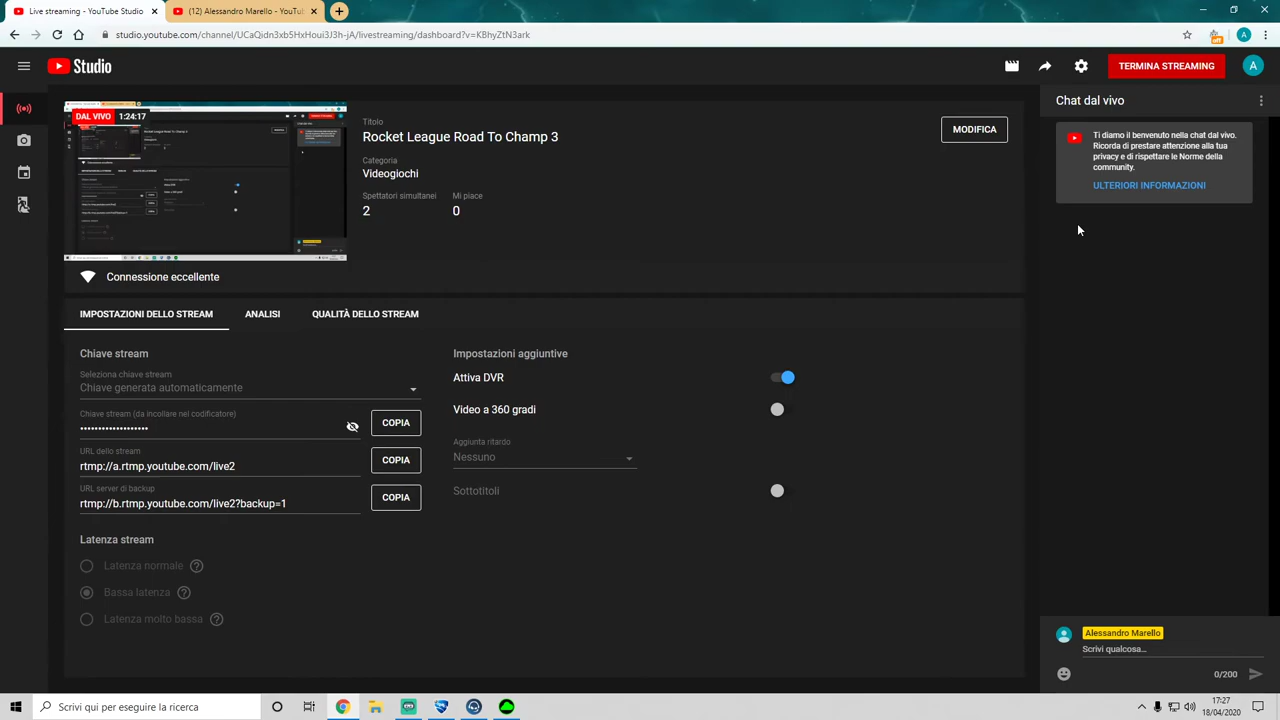 Live streaming - YouTube Studio
(12) Alessandro Marello - YouTu
studio.youtube.com/channel/UCaQidn3xb5HxHoui3J3h-jA/livestreaming/dashboard?v=KBhyZtN3ark
off
A
Studio
TERMINA STREAMING
A
DAL VIVO 1:24:17
Titolo
Rocket League Road To Champ 3
MODIFICA
Categoria
Videogiochi
Spettatori simultanei Mi piace
2 0
Connessione eccellente
IMPOSTAZIONI DELLO STREAM ANALISI QUALITÀ DELLO STREAM
Chiave stream
Seleziona chiave stream
Chiave generata automaticamente
Chiave stream (da incollare nel codificatore)
••••••••••••••••••
COPIA
URL dello stream
rtmp://a.rtmp.youtube.com/live2
COPIA
URL server di backup
rtmp://b.rtmp.youtube.com/live2?backup=1
COPIA
Latenza stream
Latenza normale
Bassa latenza
Latenza molto bassa
Impostazioni aggiuntive
Attiva DVR
Video a 360 gradi
Aggiunta ritardo
Nessuno
Sottotitoli
Chat dal vivo
Ti diamo il benvenuto nella chat dal vivo.
Ricorda di prestare attenzione alla tua
privacy e di rispettare le Norme della
community.
ULTERIORI INFORMAZIONI
Alessandro Marello
Scrivi qualcosa...
0/200
Scrivi qui per eseguire la ricerca
17:27
18/04/2020